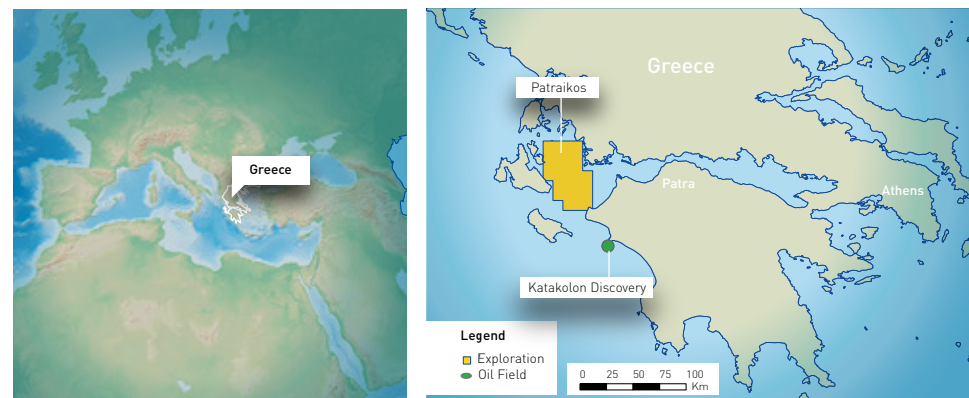 Greece
Greece
Patraikos
Patra
Athens
Katakolon Discovery
Legend
Exploration
Oil Field
0 25 50 75 100
Km